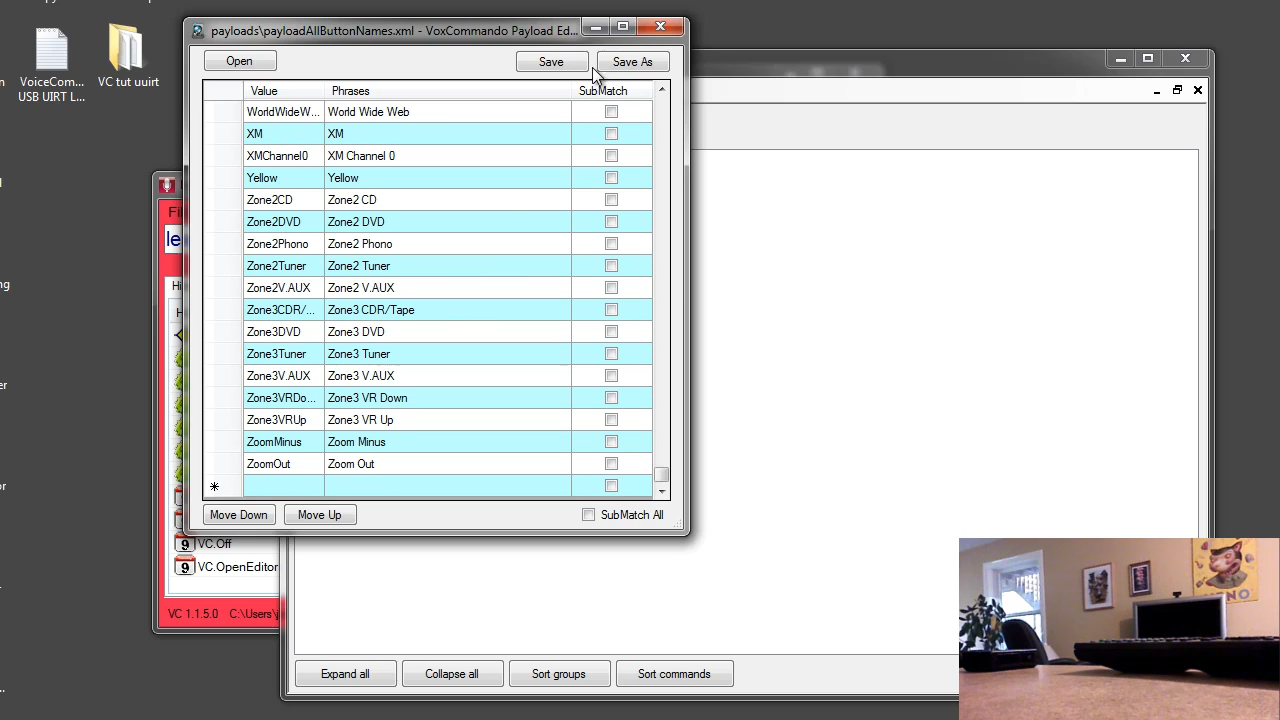 VoiceCom...
USB UIRT L...
VC tut uuirt
payloads\payloadAllButtonNames.xml - VoxCommando Payload Ed...
Open
Save
Save As
Value
Phrases
SubMatch
WorldWideW...
World Wide Web
XM
XM
XMChannel0
XM Channel 0
Yellow
Yellow
Zone2CD
Zone2 CD
Zone2DVD
Zone2 DVD
Zone2Phono
Zone2 Phono
Zone2Tuner
Zone2 Tuner
Zone2V.AUX
Zone2 V.AUX
Zone3CDR/...
Zone3 CDR/Tape
Zone3DVD
Zone3 DVD
Zone3Tuner
Zone3 Tuner
Zone3V.AUX
Zone3 V.AUX
Zone3VRDo...
Zone3 VR Down
Zone3VRUp
Zone3 VR Up
ZoomMinus
Zoom Minus
ZoomOut
Zoom Out
Move Down
Move Up
SubMatch All
VC.Off
VC.OpenEditor
VC 1.1.5.0 C:\Users\
Expand all
Collapse all
Sort groups
Sort commands